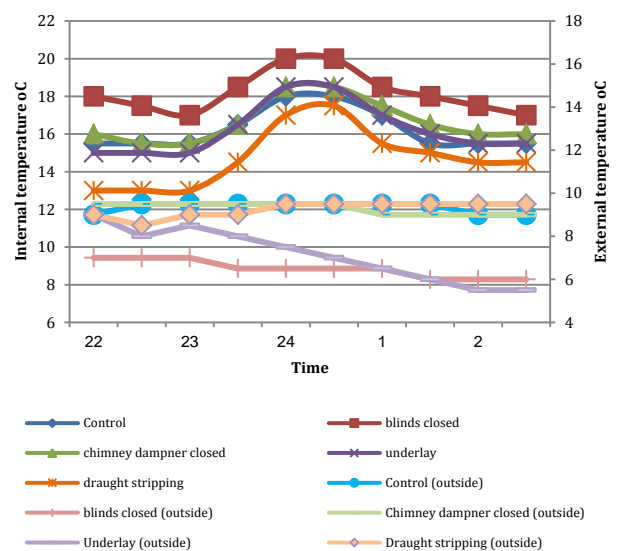 22
20
18
16
14
12
10
8
6
18
16
14
12
10
8
6
4
Internal temperature oC
External temperature oC
22 23 24 1 2
Time
Control
blinds closed
chimney dampner closed
underlay
draught stripping
Control (outside)
blinds closed (outside)
Chimney dampner closed (outside)
Underlay (outside)
Draught stripping (outside)